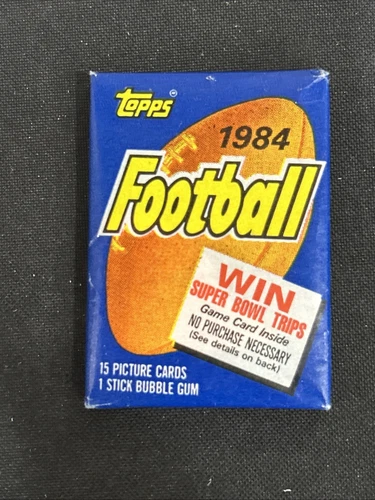 TOPPS
1984
Football
WIN
SUPER BOWL TRIPS
Game Card Inside
NO PURCHASE NECESSARY
(See details on back)
15 PICTURE CARDS
1 STICK BUBBLE GUM